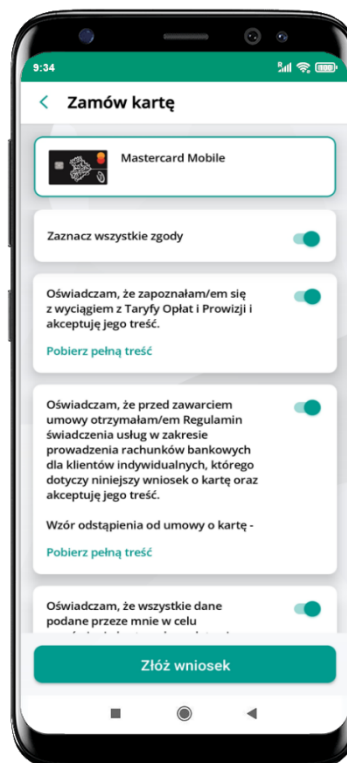 9:34
Zamów kartę
Mastercard Mobile
Zaznacz wszystkie zgody
Oświadczam, że zapoznałam/em się
z wyciągiem z Taryfy Opłat i Prowizji i
akceptuję jego treść.
Pobierz pełną treść
Oświadczam, że przed zawarciem
umowy otrzymałam/em Regulamin
świadczenia usług w zakresie
prowadzenia rachunków bankowych
dla klientów indywidualnych, którego
dotyczy niniejszy wniosek o kartę oraz
akceptuję jego treść.
Wzór odstąpienia od umowy o kartę -
Pobierz pełną treść
Oświadczam, że wszystkie dane
podane przeze mnie w celu
Złóż wniosek